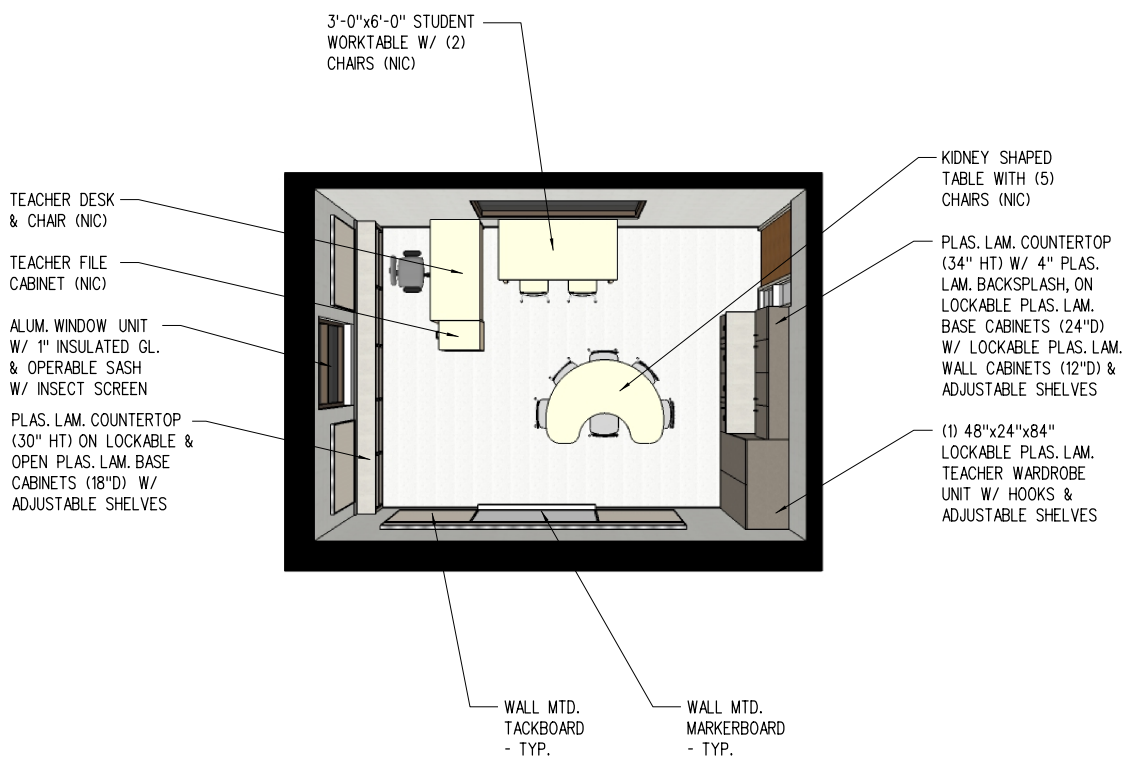 3'-0"x6'-0" STUDENT
WORKTABLE W/ (2)
CHAIRS (NIC)
TEACHER DESK
& CHAIR (NIC)
TEACHER FILE
CABINET (NIC)
ALUM. WINDOW UNIT
W/ 1" INSULATED GL.
& OPERABLE SASH
W/ INSECT SCREEN
PLAS. LAM. COUNTERTOP
(30" HT) ON LOCKABLE &
OPEN PLAS. LAM. BASE
CABINETS (18"D) W/
ADJUSTABLE SHELVES
KIDNEY SHAPED
TABLE WITH (5)
CHAIRS (NIC)
PLAS. LAM. COUNTERTOP
(34" HT) W/ 4" PLAS.
LAM. BACKSPLASH, ON
LOCKABLE PLAS. LAM.
BASE CABINETS (24"D)
W/ LOCKABLE PLAS. LAM.
WALL CABINETS (12"D) &
ADJUSTABLE SHELVES
(1) 48"x24"x84"
LOCKABLE PLAS. LAM.
TEACHER WARDROBE
UNIT W/ HOOKS &
ADJUSTABLE SHELVES
WALL MTD.
TACKBOARD
- TYP.
WALL MTD.
MARKERBOARD
- TYP.